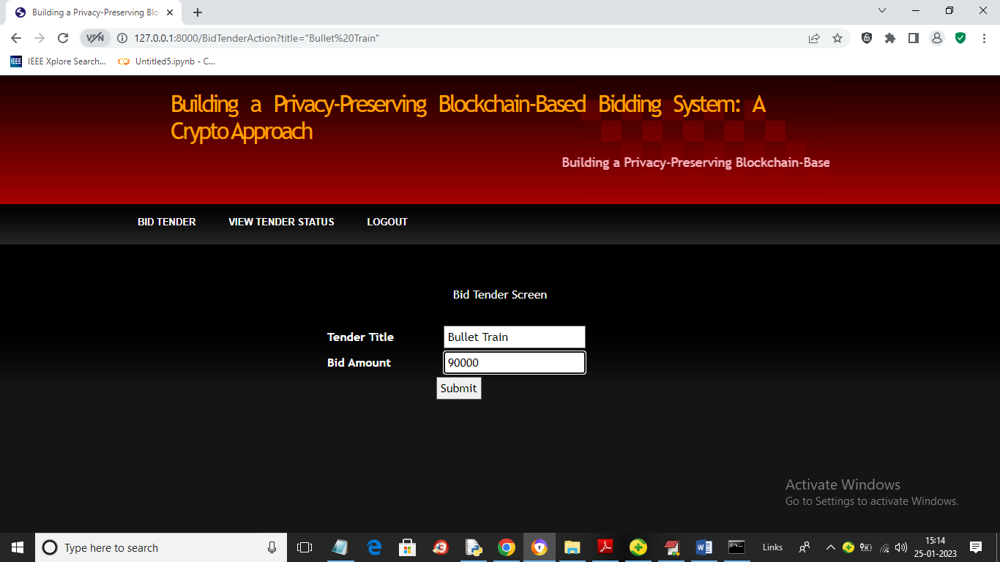 Building a Privacy-Preserving Blo
VPN
127.0.0.1:8000/BidTenderAction?title="Bullet%20Train"
IEEE
IEEE Xplore Search...
Untitled5.ipynb - C...
Building a Privacy-Preserving Blockchain-Based Bidding System: A
Crypto Approach
Building a Privacy-Preserving Blockchain-Base
BID TENDER
VIEW TENDER STATUS
LOGOUT
Bid Tender Screen
Tender Title
Bullet Train
Bid Amount
90000
Submit
Activate Windows
Go to Settings to activate Windows.
Type here to search
Links
15:14
25-01-2023